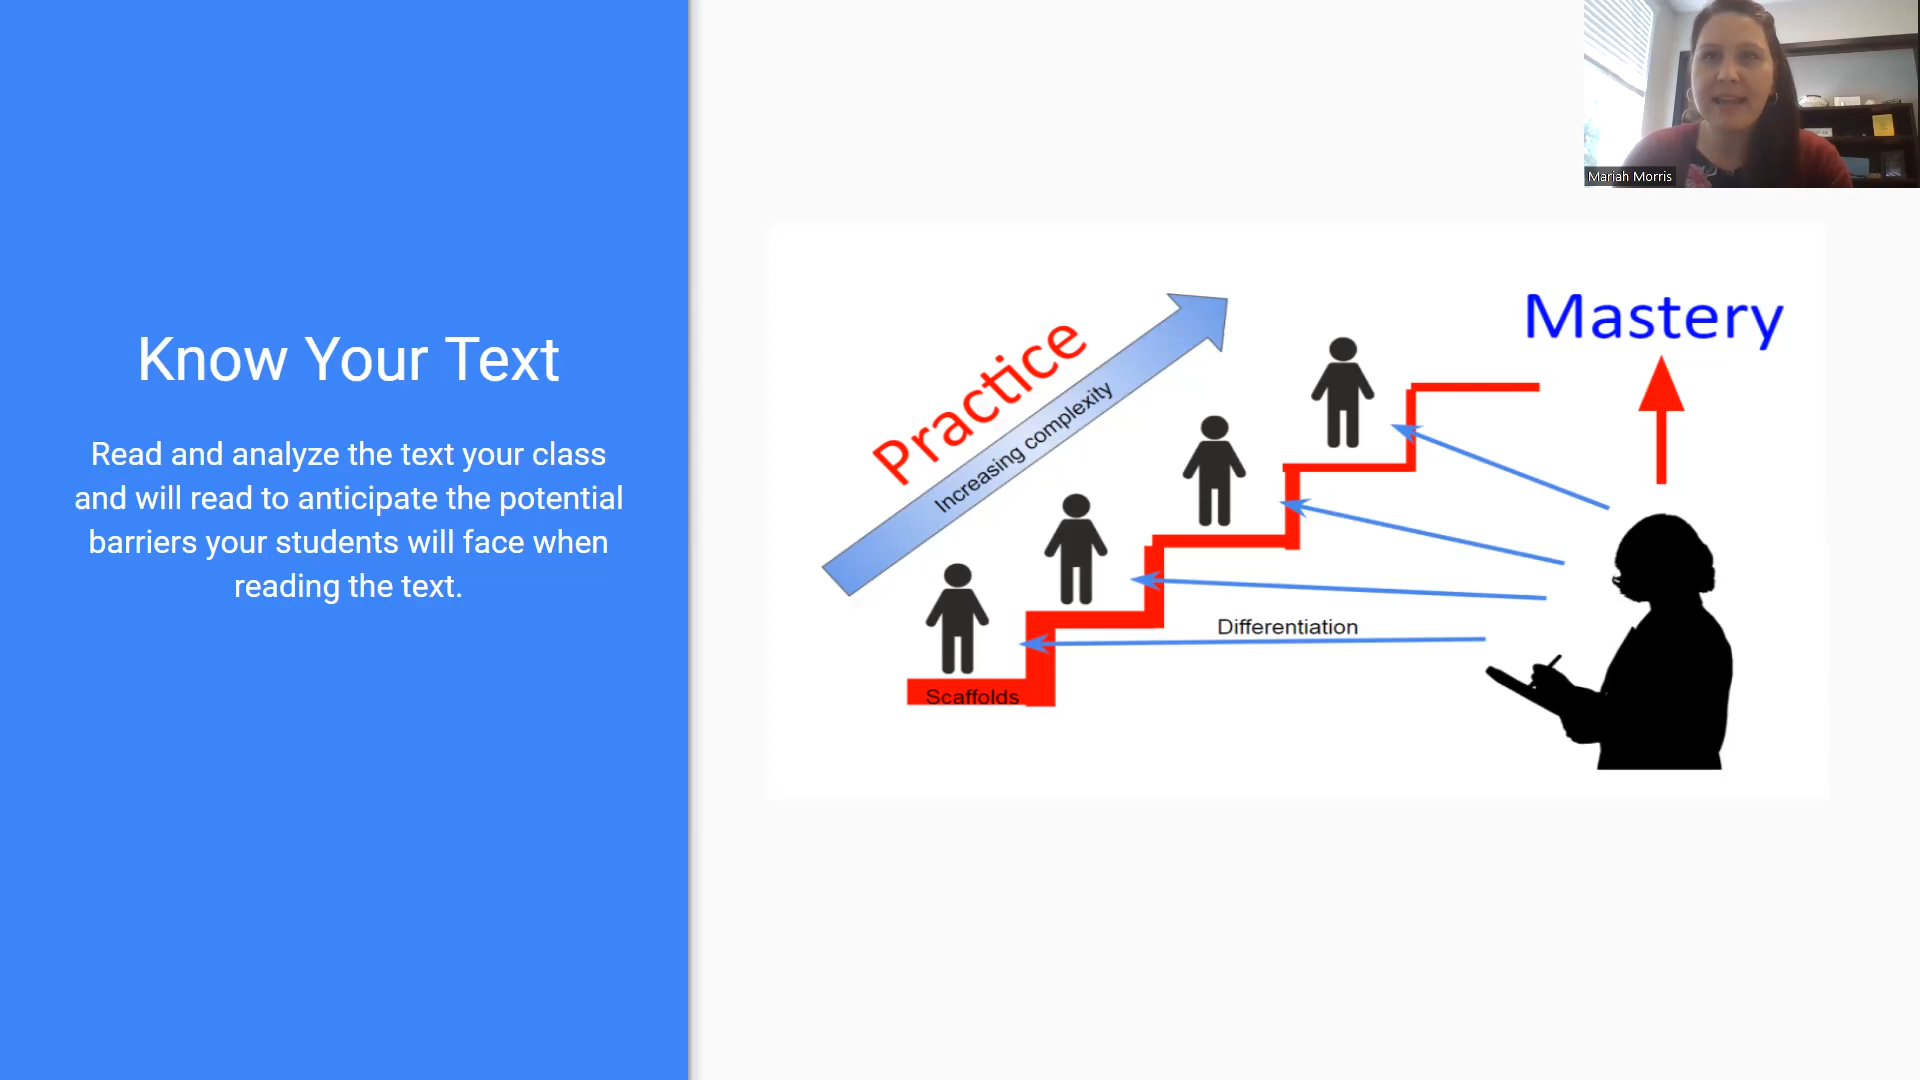 Know Your Text
Read and analyze the text your class
and will read to anticipate the potential
barriers your students will face when
reading the text.
Mariah Morris
Practice
Increasing complexity
Mastery
Differentiation
Scaffolds